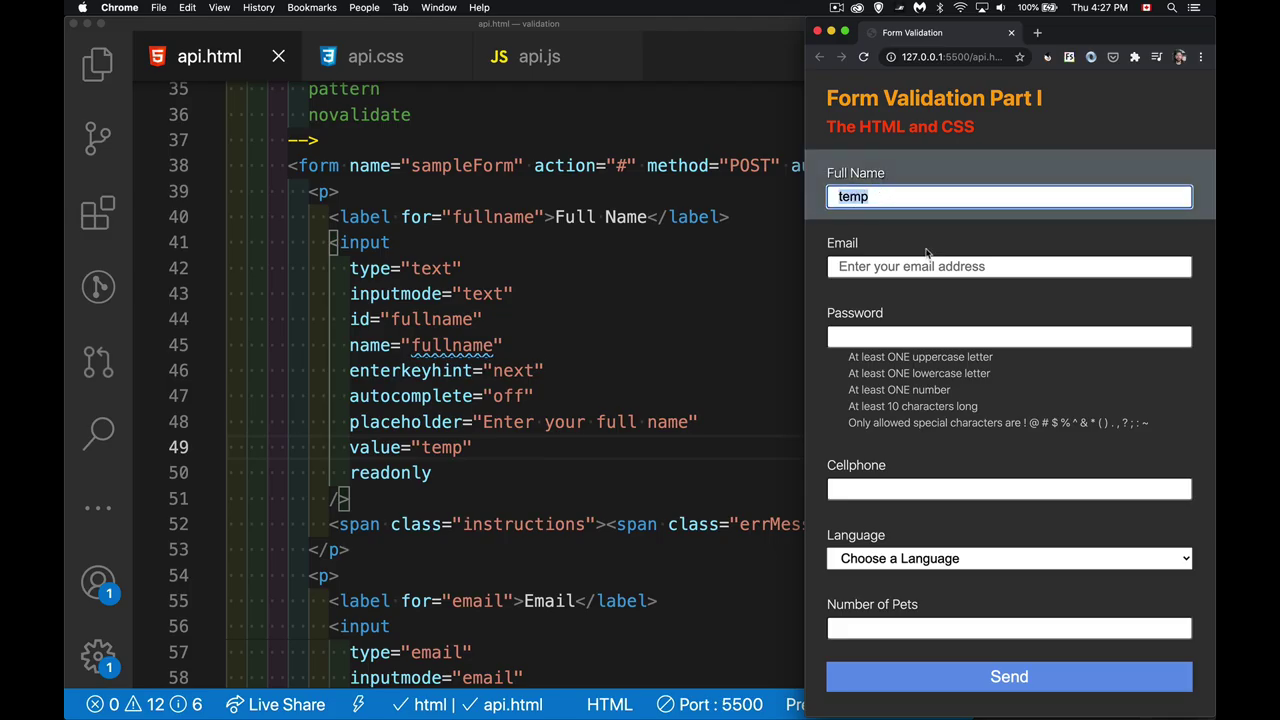 Chrome File Edit View History Bookmarks People Tab Window Help
100% Thu 4:27 PM
api.html — validation
api.html
api.css
JS api.js
35 pattern
36 novalidate
37 -->
38 <form name="sampleForm" action="#" method="POST" au
39 <p>
40 <label for="fullname">Full Name</label>
41 <input
42 type="text"
43 inputmode="text"
44 id="fullname"
45 name="fullname"
46 enterkeyhint="next"
47 autocomplete="off"
48 placeholder="Enter your full name"
49 value="temp"
50 readonly
51 />
52 <span class="instructions"><span class="errMess
53 </p>
54 <p>
55 <label for="email">Email</label>
56 <input
57 type="email"
58 inputmode="email"
1
1
0 12 6 Live Share html | api.html HTML Port : 5500 Pre
Form Validation
127.0.0.1:5500/api.h...
Form Validation Part I
The HTML and CSS
Full Name
temp
Email
Enter your email address
Password
At least ONE uppercase letter
At least ONE lowercase letter
At least ONE number
At least 10 characters long
Only allowed special characters are ! @ # $ % ^ & * ( ) . , ? ; : ~
Cellphone
Language
Choose a Language
Number of Pets
Send